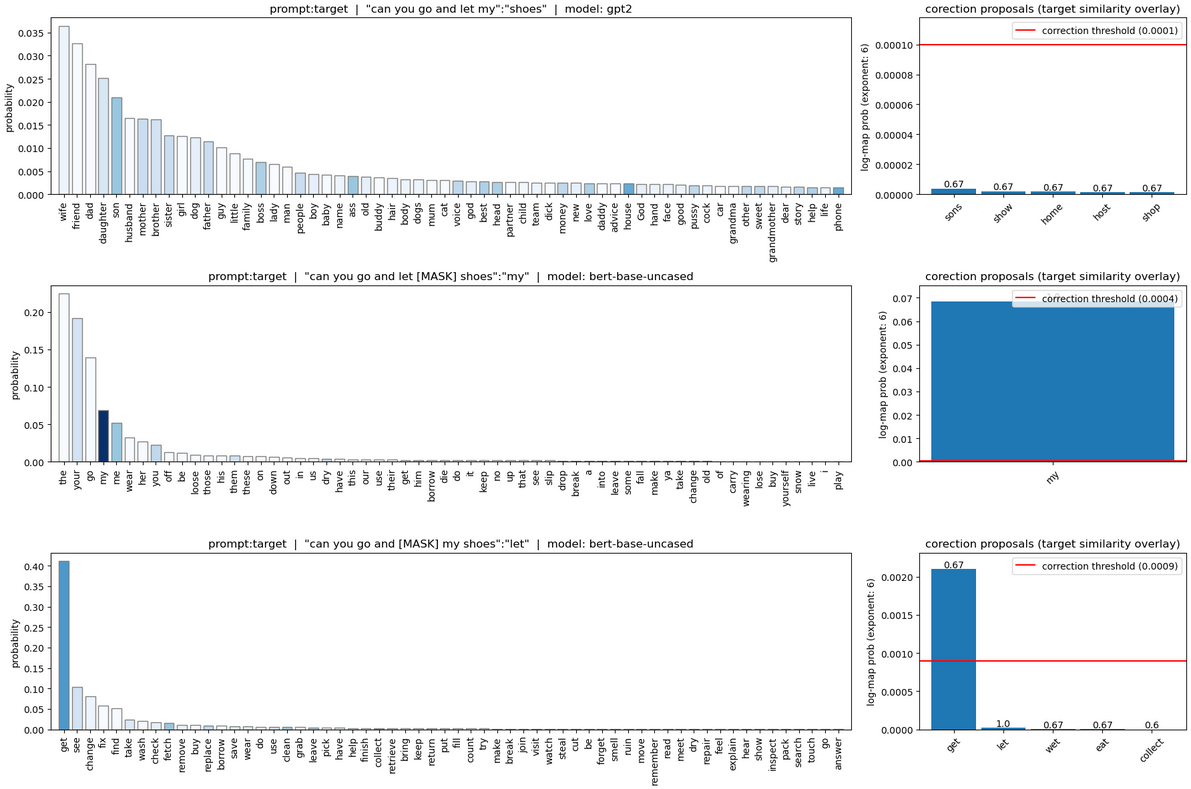 prompt:target | "can you go and let my":"shoes" | model: gpt2
corection proposals (target similarity overlay)
probability
0.035
0.030
0.025
0.020
0.015
0.010
0.005
0.000
wife friend dad daughter son husband mother brother sister girl dog father guy little family boss lady man people boy baby name ass old buddy hair body dogs mum cat voice god best head partner child team dick money new love daddy advice house God hand face good pussy cock car grandma other sweet grandmother dear story help life phone
log-map prob (exponent: 6)
correction threshold (0.0001)
0.00010
0.00008
0.00006
0.00004
0.00002
0.00000
0.67 0.67 0.67 0.67 0.67
sons show home host shop
prompt:target | "can you go and let [MASK] shoes":"my" | model: bert-base-uncased
corection proposals (target similarity overlay)
probability
0.20
0.15
0.10
0.05
0.00
the your go my me wear her you off be loose those his them these on down out in us dry have this our use their get him borrow die do it keep no up that see slip drop break a into leave some fall make ya take change old of carry wearing lose buy yourself snow live i play
log-map prob (exponent: 6)
correction threshold (0.0004)
0.07
0.06
0.05
0.04
0.03
0.02
0.01
0.00
my
prompt:target | "can you go and [MASK] my shoes":"let" | model: bert-base-uncased
corection proposals (target similarity overlay)
probability
0.40
0.35
0.30
0.25
0.20
0.15
0.10
0.05
0.00
get see change fix find take wash check fetch remove buy replace borrow save wear do use clean grab leave pick have help finish collect retrieve bring keep return put fill count try make break join visit watch steal cut be forget smell ruin move remember read meet dry repair feel explain hear show inspect pack search touch go answer
log-map prob (exponent: 6)
correction threshold (0.0009)
0.0020
0.0015
0.0010
0.0005
0.0000
0.67 1.0 0.67 0.67 0.6
get let wet eat collect